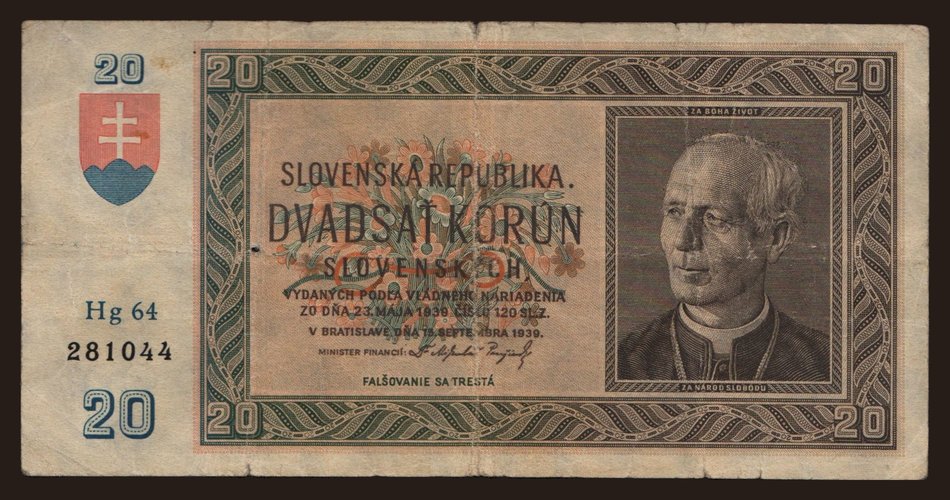 20
Hg 64
281044
20
20
20
SLOVENSKÁ REPUBLIKA.
DVADSAŤ KORÚN
SLOVENSKÝCH,
VYDANÝCH PODĽA VLÁDNEHO NARIADENIA
ZO DŇA 23. MÁJA 1939 ČÍSLO 120 SL. Z.
V BRATISLAVE DŇA 15. SEPTEMBRA 1939.
MINISTER FINANCIÍ:
FALŠOVANIE SA TRESTÁ
ZA BOHA ŽIVOT
ZA NÁROD SLOBODU
20
20